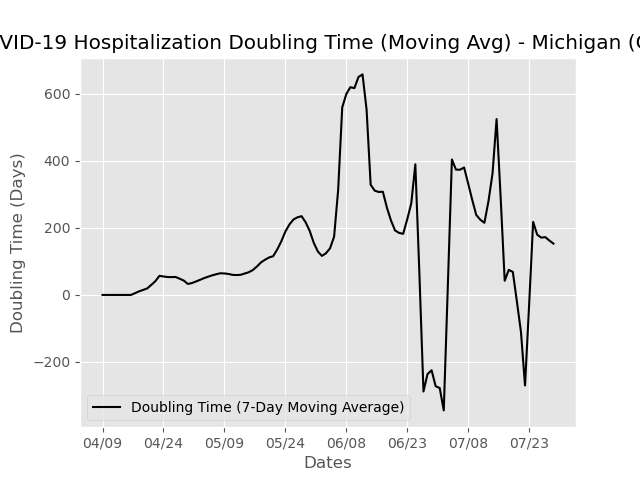 VID-19 Hospitalization Doubling Time (Moving Avg) - Michigan (
Doubling Time (Days)
600
400
200
0
−200
Doubling Time (7-Day Moving Average)
04/09 04/24 05/09 05/24 06/08 06/23 07/08 07/23
Dates